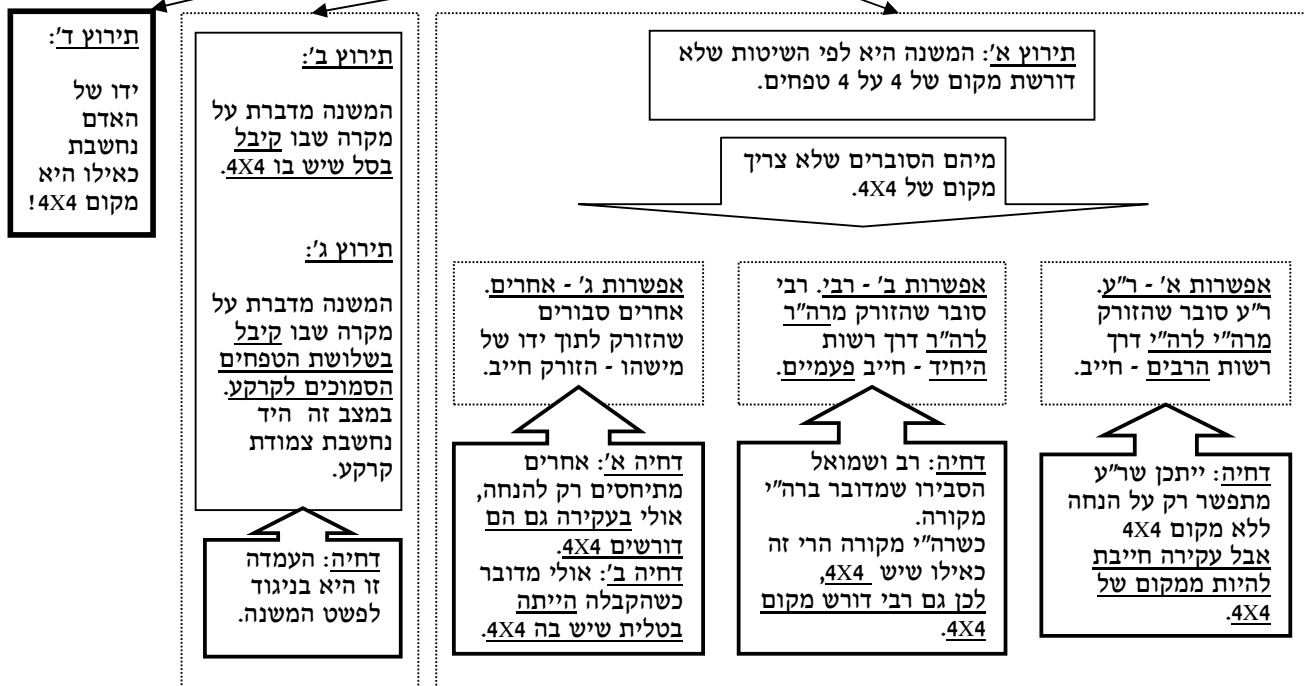 תירוץ א': המשנה היא לפי השיטות שלא
דורשת מקום של 4 על 4 טפחים.
מיהם הסוברים שלא צריך
מקום של 4X4.
אפשרות א' - ר"ע.
ר"ע סובר שהזורק
מרה"י לרה"י דרך
רשות הרבים - חייב.
דחיה: ייתכן שר"ע
מתפשר רק על הנחה
ללא מקום 4X4
אבל עקירה חייבת
להיות ממקום של
4X4.
אפשרות ב' - רבי. רבי
סובר שהזורק מרה"ר
לרה"ר דרך רשות
היחיד - חייב פעמיים.
דחיה: רב ושמואל
הסבירו שמדובר ברה"י
מקורה.
כשרה"י מקורה הרי זה
כאילו שיש 4X4,
לכן גם רבי דורש מקום
4X4.
אפשרות ג' - אחרים.
אחרים סבורים
שהזורק לתוך ידו של
מישהו - הזורק חייב.
דחיה א': אחרים
מתיחסים רק להנחה,
אולי בעקירה גם הם
דורשים 4X4.
דחיה ב': אולי מדובר
כשהקבלה הייתה
בטלית שיש בה 4X4.
תירוץ ב':
המשנה מדברת על
מקרה שבו קיבל
בסל שיש בו 4X4.
תירוץ ג':
המשנה מדברת על
מקרה שבו קיבל
בשלושת הטפחים
הסמוכים לקרקע.
במצב זה היד
נחשבת צמודת
קרקע.
דחיה: העמדה
זו היא בניגוד
לפשט המשנה.
תירוץ ד':
ידו של
האדם
נחשבת
כאילו היא
מקום 4X4!